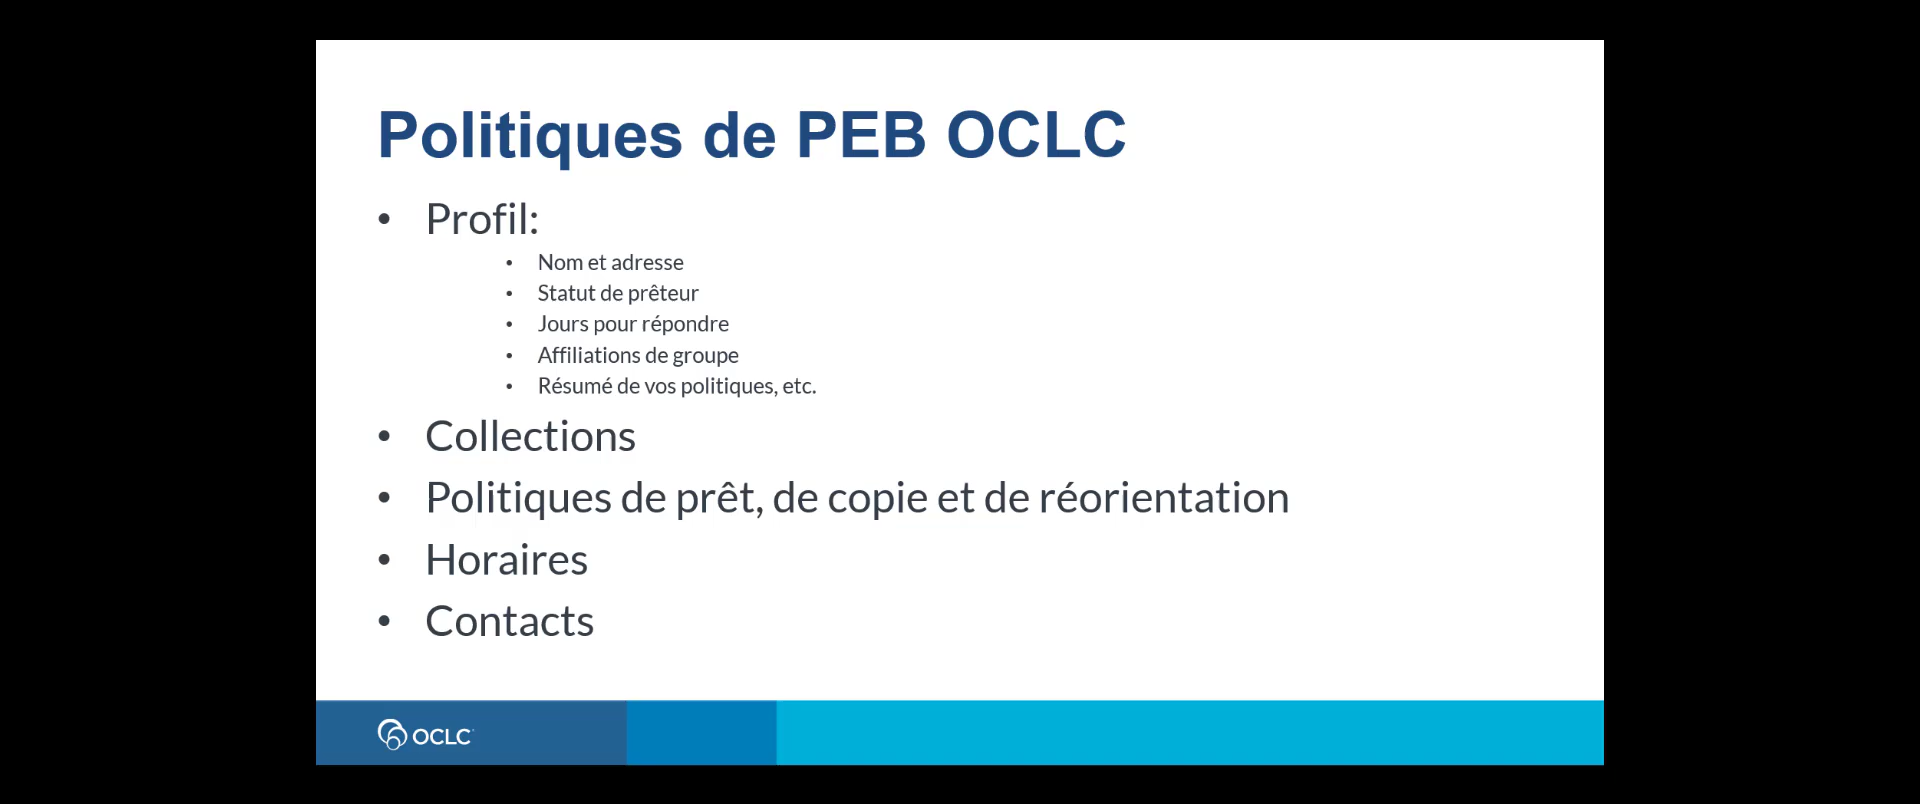 Politiques de PEB OCLC
• Profil:
• Nom et adresse
• Statut de prêteur
• Jours pour répondre
• Affiliations de groupe
• Résumé de vos politiques, etc.
• Collections
• Politiques de prêt, de copie et de réorientation
• Horaires
• Contacts
OCLC